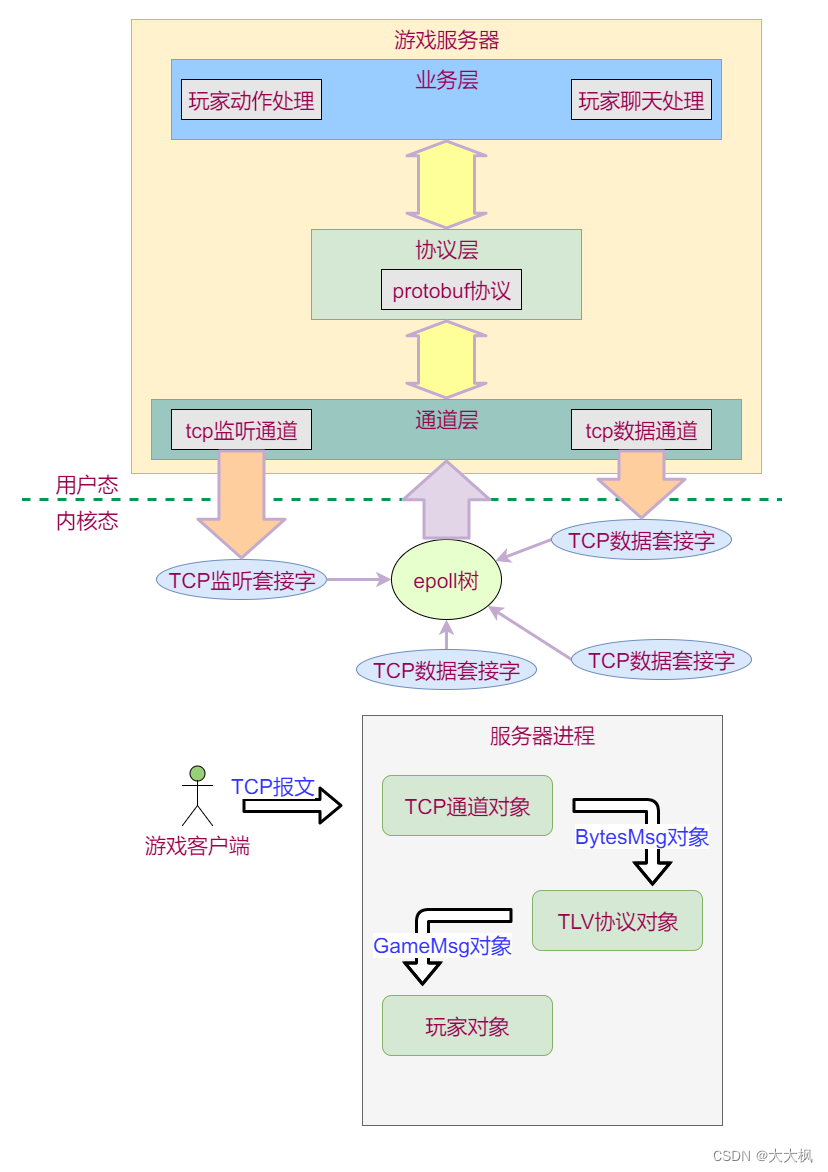 游戏服务器
业务层
玩家动作处理
玩家聊天处理
协议层
protobuf协议
通道层
tcp监听通道
tcp数据通道
用户态
内核态
TCP数据套接字
TCP监听套接字
epoll树
TCP数据套接字
TCP数据套接字
服务器进程
TCP报文
游戏客户端
TCP通道对象
BytesMsg对象
TLV协议对象
GameMsg对象
玩家对象
CSDN @大大枫